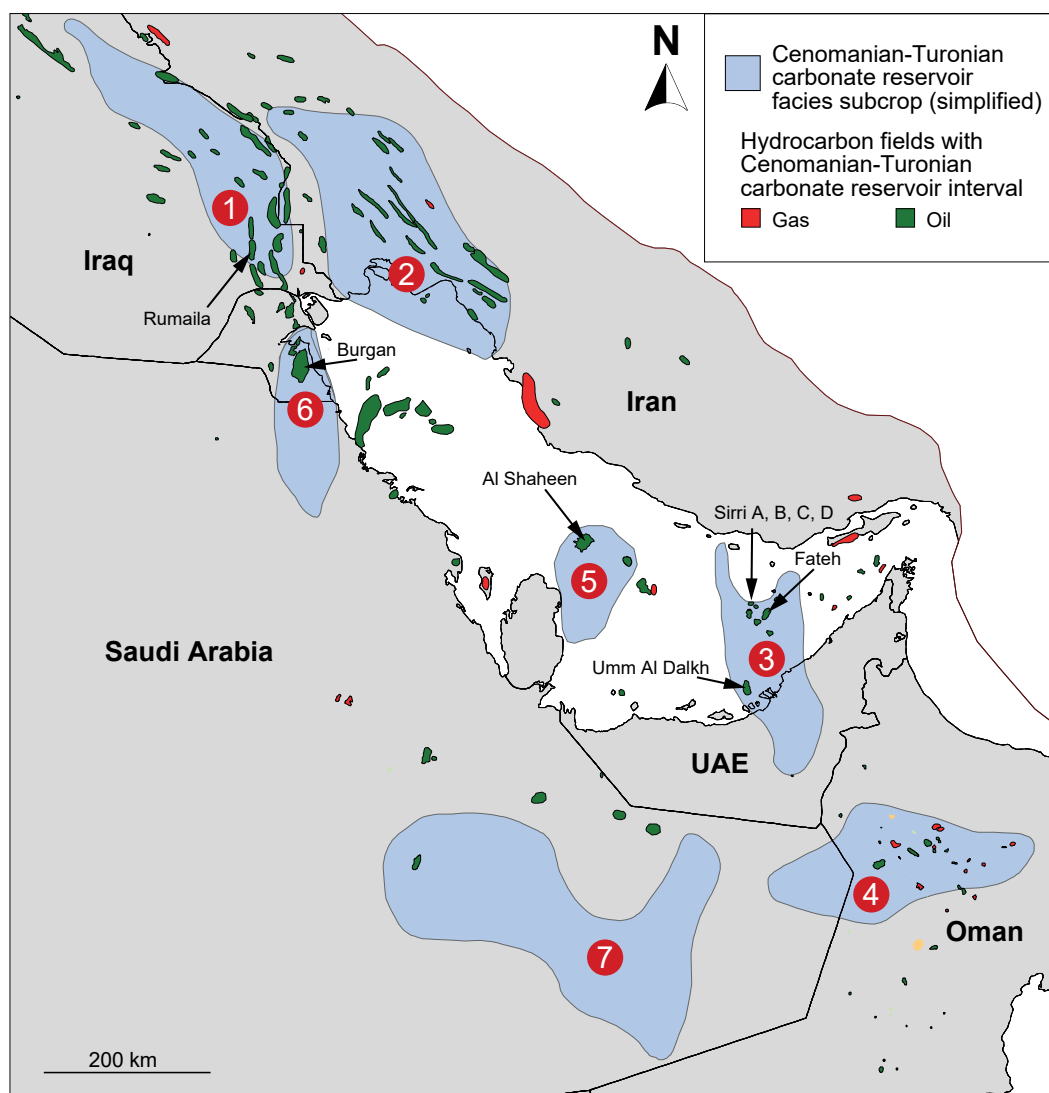 N
Cenomanian-Turonian
carbonate reservoir
facies subcrop (simplified)
Hydrocarbon fields with
Cenomanian-Turonian
carbonate reservoir interval
Gas
Oil
1
Iraq
2
Rumaila
Burgan
6
Iran
Al Shaheen
Sirri A, B, C, D
Fateh
5
Saudi Arabia
3
Umm Al Dalkh
UAE
4
Oman
7
200 km